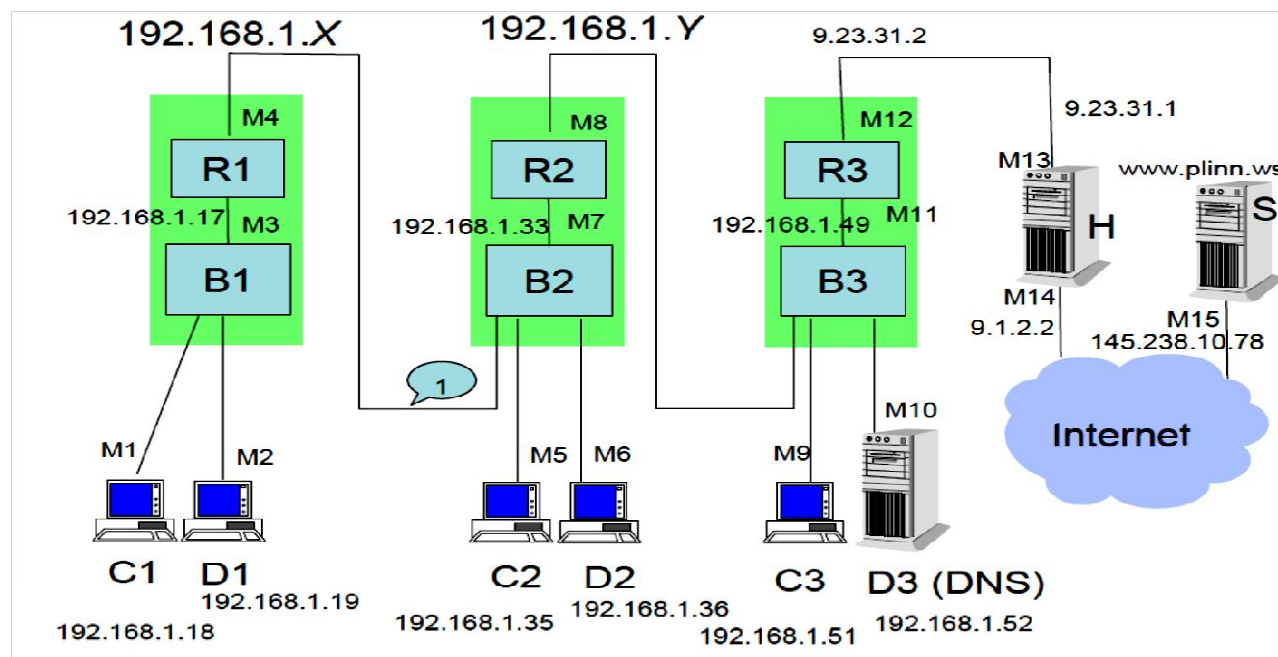 192.168.1.X
192.168.1.Y
9.23.31.2
9.23.31.1
M4
M8
M12
R1
R2
R3
M13
www.plinn.ws
S
H
192.168.1.17
M3
192.168.1.33
M7
192.168.1.49
M11
B1
B2
B3
M14
9.1.2.2
M15
145.238.10.78
1
Internet
M1
M2
M5
M6
M9
M10
C1
D1
C2
D2
C3
D3 (DNS)
192.168.1.18
192.168.1.19
192.168.1.35
192.168.1.36
192.168.1.51
192.168.1.52